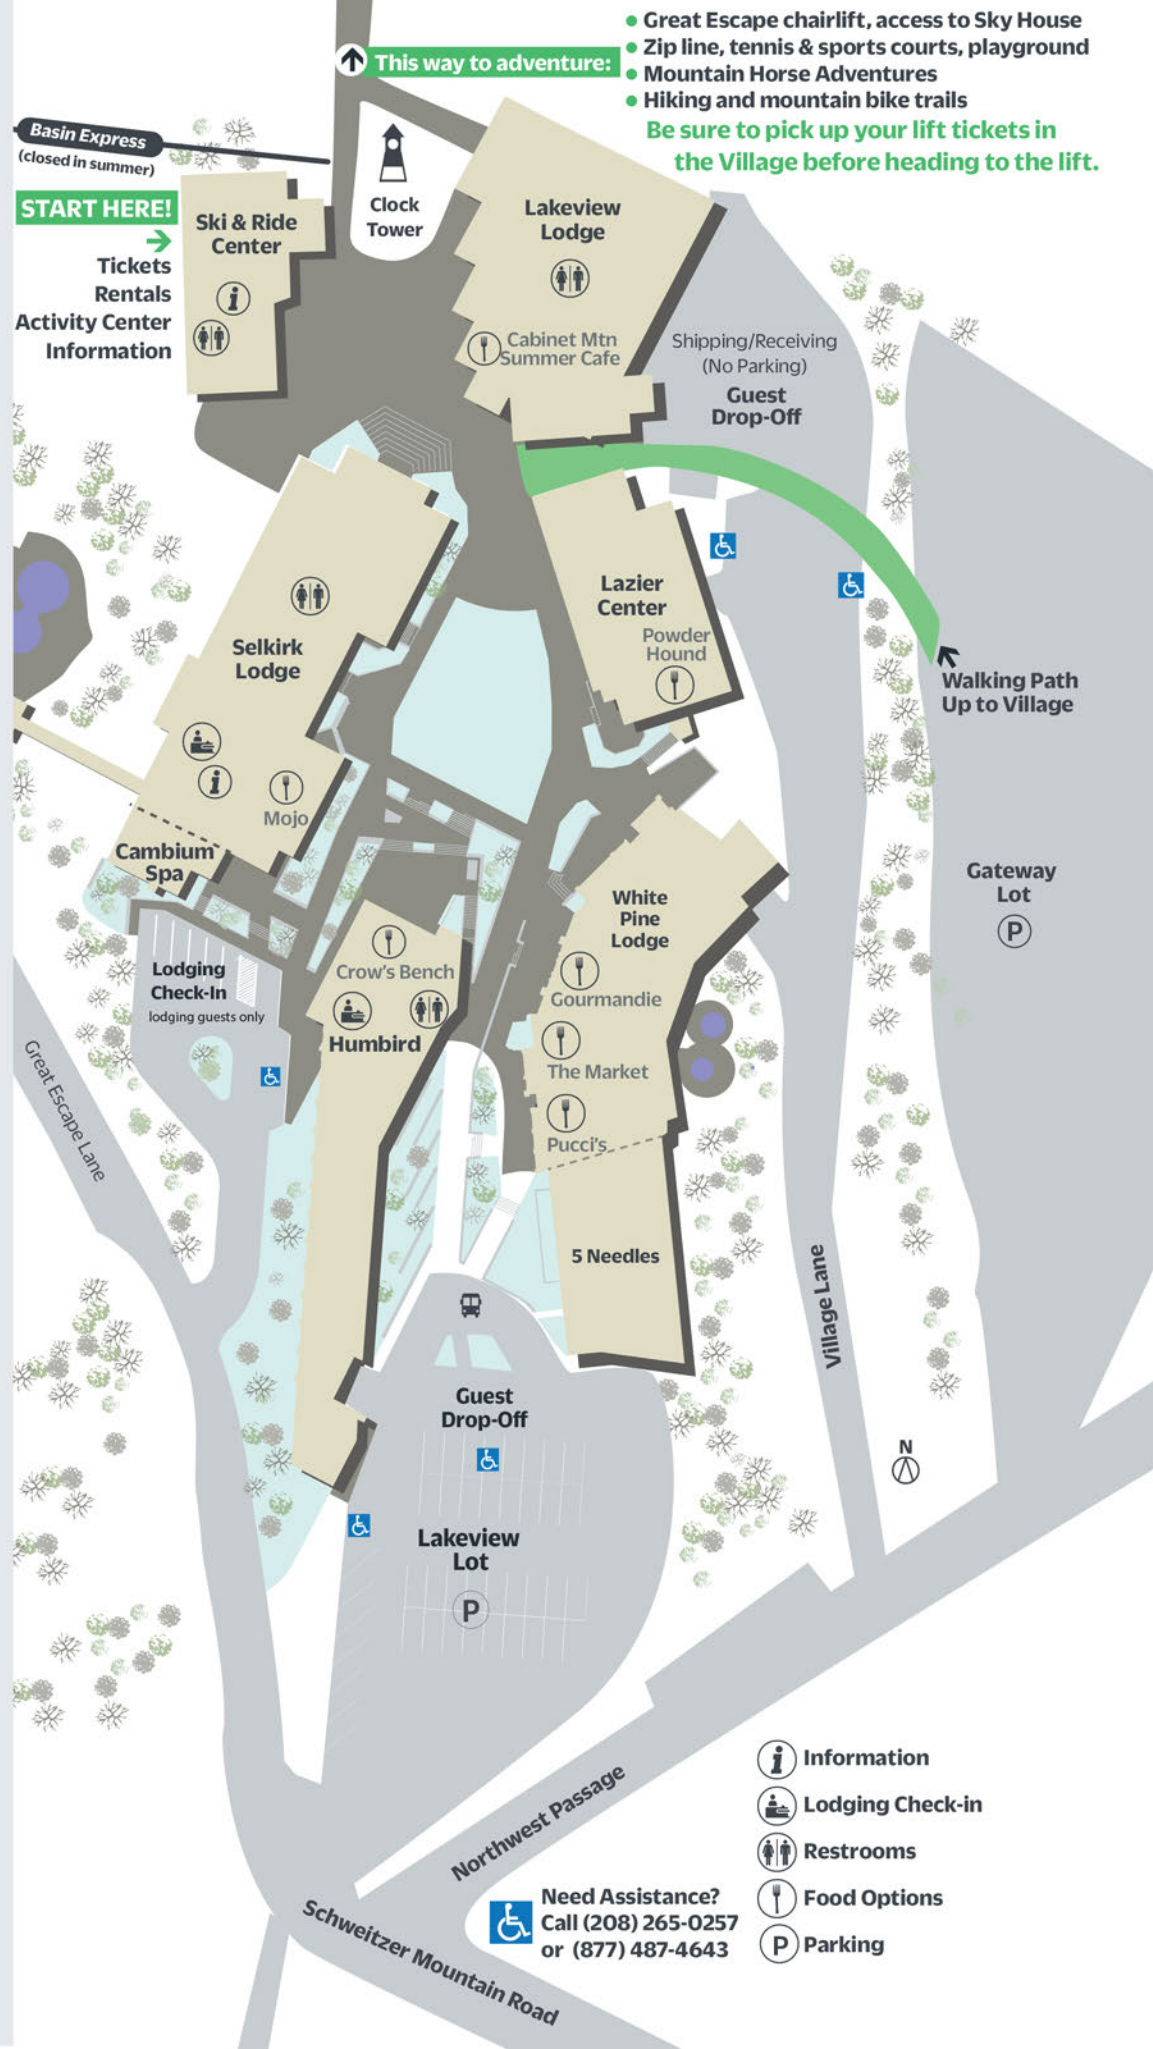 Great Escape chairlift, access to Sky House
This way to adventure:
Zip line, tennis & sports courts, playground
Mountain Horse Adventures
Hiking and mountain bike trails
Be sure to pick up your lift tickets in
the Village before heading to the lift.
Basin Express
(closed in summer)
START HERE!
Tickets
Rentals
Activity Center
Information
Ski & Ride
Center
Clock
Tower
Lakeview
Lodge
Cabinet Mtn
Summer Cafe
Shipping/Receiving
(No Parking)
Guest
Drop-Off
Lazier
Center
Powder
Hound
Selkirk
Lodge
Walking Path
Up to Village
Mojo
Cambium
Spa
White
Pine
Lodge
Gateway
Lot
P
Lodging
Check-In
lodging guests only
Crow's Bench
Humbird
Gourmandie
The Market
Pucci's
Great Escape Lane
5 Needles
Village Lane
Guest
Drop-Off
N
Lakeview
Lot
P
Northwest Passage
Schweitzer Mountain Road
Information
Lodging Check-in
Restrooms
Food Options
P Parking
Need Assistance?
Call (208) 265-0257
or (877) 487-4643